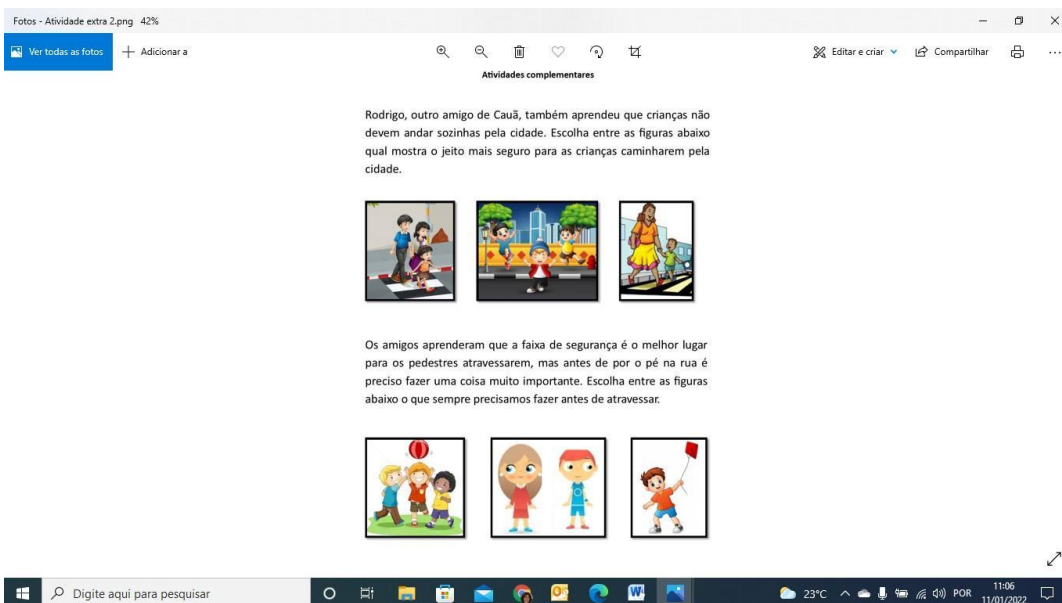 Fotos - Atividade extra 2.png 42%
Ver todas as fotos
Adicionar a
Editar e criar
Compartilhar
Atividades complementares
Rodrigo, outro amigo de Cauã, também aprendeu que crianças não
devem andar sozinhas pela cidade. Escolha entre as figuras abaixo
qual mostra o jeito mais seguro para as crianças caminharem pela
cidade.
Os amigos aprenderam que a faixa de segurança é o melhor lugar
para os pedestres atravessarem, mas antes de por o pé na rua é
preciso fazer uma coisa muito importante. Escolha entre as figuras
abaixo o que sempre precisamos fazer antes de atravessar.
Digite aqui para pesquisar
23°C
POR
11:06
11/01/2022